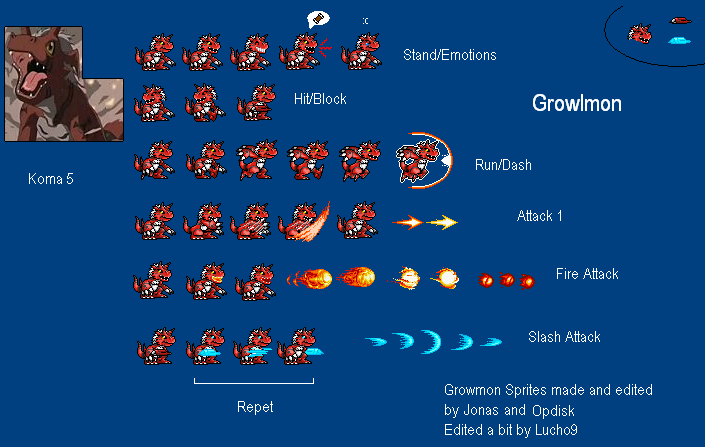 :c
Stand/Emotions
Hit/Block
Growlmon
Koma 5
Run/Dash
Attack 1
Fire Attack
Slash Attack
Repet
Growmon Sprites made and edited
by Jonas and Opdisk
Edited a bit by Lucho9